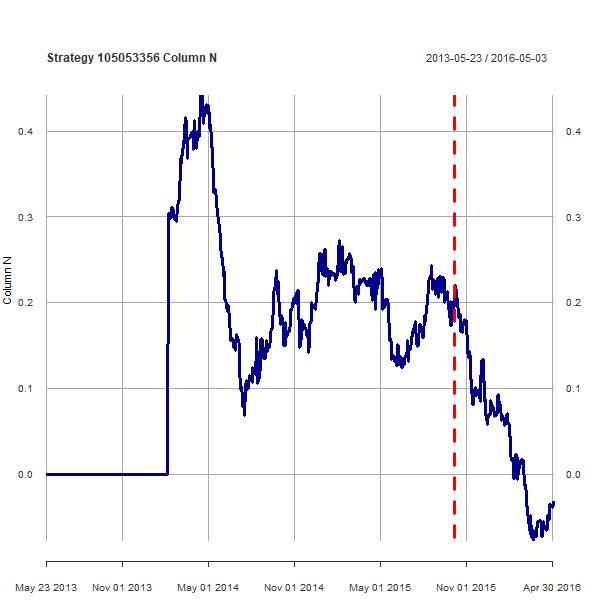 Strategy 105053356 Column N
2013-05-23 / 2016-05-03
0.4
0.3
0.2
0.1
0.0
Column N
0.4
0.3
0.2
0.1
0.0
May 23 2013
Nov 01 2013
May 01 2014
Nov 01 2014
May 01 2015
Nov 01 2015
Apr 30 2016